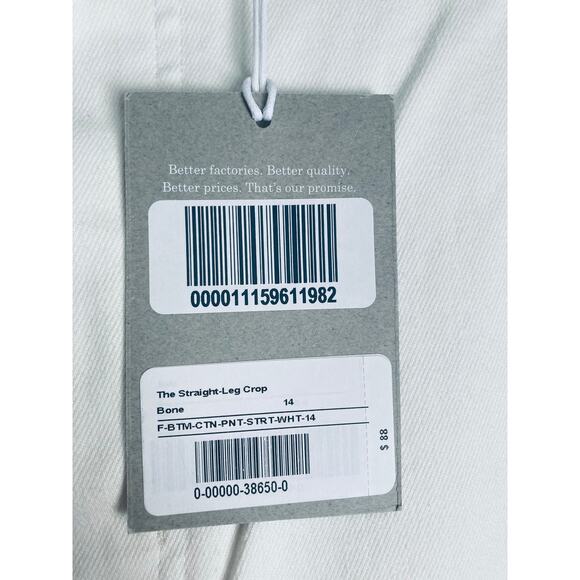 Better factories. Better quality.
Better prices. That's our promise.
000011159611982
The Straight-Leg Crop
Bone 14
F-BTM-CTN-PNT-STRT-WHT-14
$ 88
0-00000-38650-0